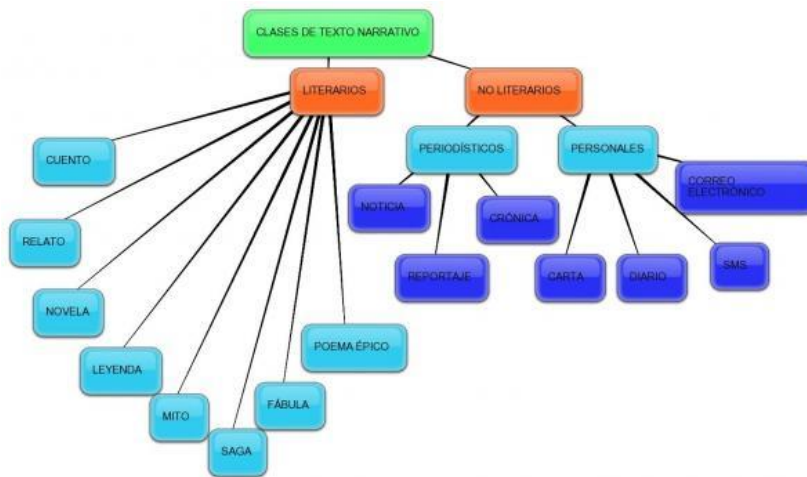 CLASES DE TEXTO NARRATIVO
LITERARIOS
NO LITERARIOS
CUENTO
RELATO
NOVELA
LEYENDA
MITO
SAGA
FÁBULA
POEMA ÉPICO
PERIODÍSTICOS
NOTICIA
REPORTAJE
CRÓNICA
PERSONALES
CARTA
DIARIO
SMS
CORREO
ELECTRÓNICO